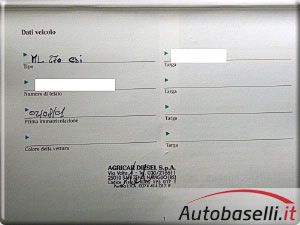 Dati veicolo
ML 270 cdi
Tipo
Targa
Numero di telaio
Targa
02/08/01
Prima immatricolazione
Targa
Colore della vettura
Targa
AGRICAR DIESEL S.p.A.
Autobaselli.it